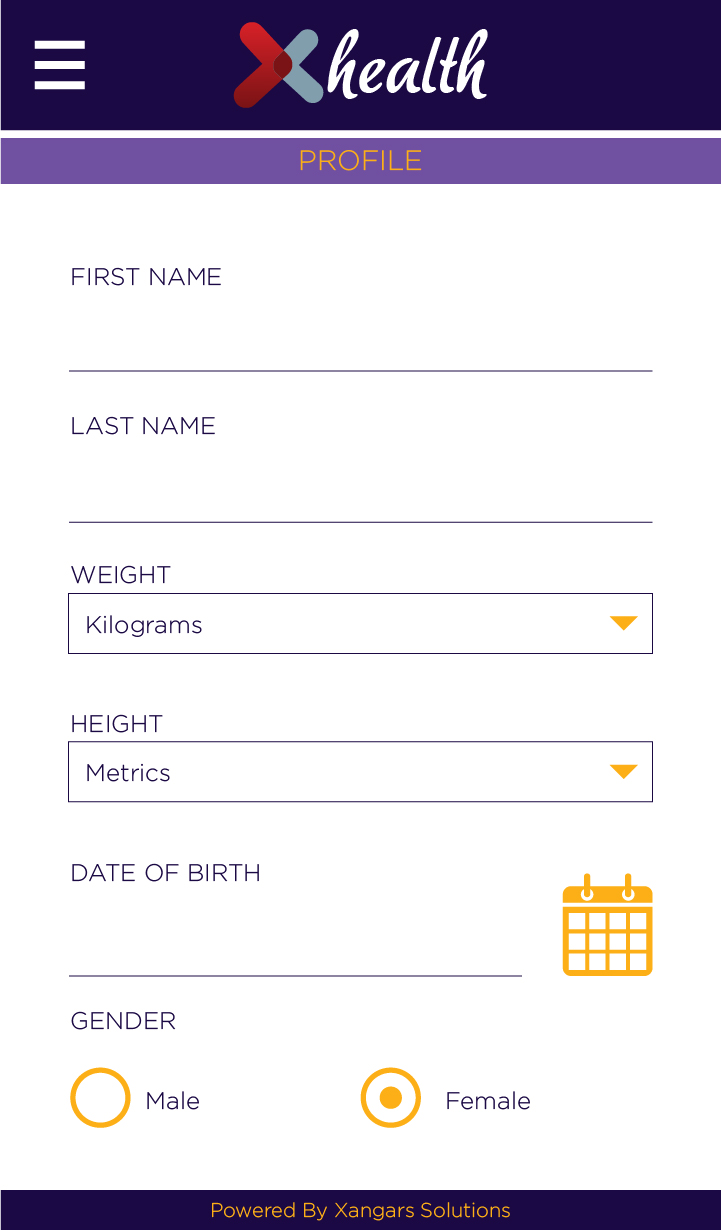 Xhealth
PROFILE
FIRST NAME
LAST NAME
WEIGHT
Kilograms
HEIGHT
Metrics
DATE OF BIRTH
GENDER
Male Female
Powered By Xangars Solutions